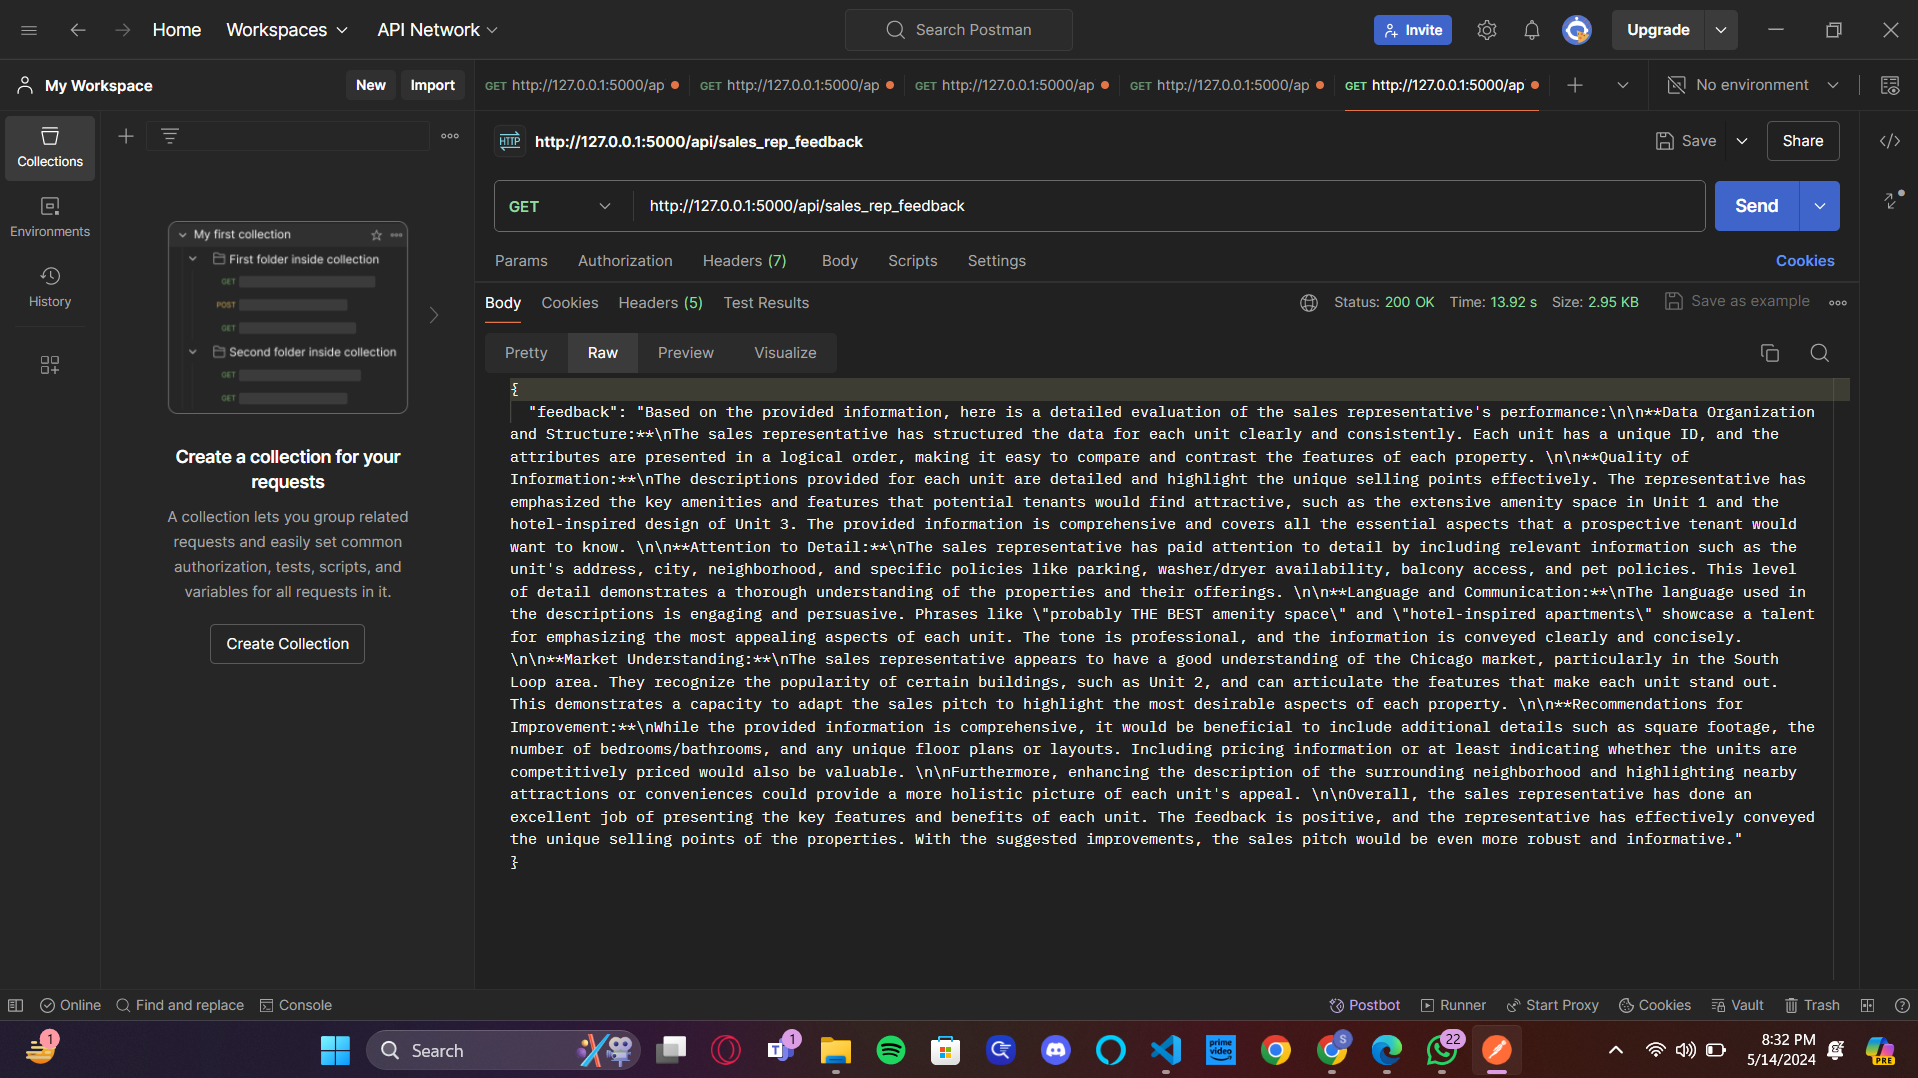 Home
Workspaces
API Network
Search Postman
Invite
Upgrade
My Workspace
New
Import
GET http://127.0.0.1:5000/ap
GET http://127.0.0.1:5000/ap
GET http://127.0.0.1:5000/ap
GET http://127.0.0.1:5000/ap
GET http://127.0.0.1:5000/ap
No environment
Collections
Environments
History
My first collection
First folder inside collection
GET
POST
GET
Second folder inside collection
GET
GET
Create a collection for your
requests
A collection lets you group related
requests and easily set common
authorization, tests, scripts, and
variables for all requests in it.
Create Collection
HTTP
http://127.0.0.1:5000/api/sales_rep_feedback
Save
Share
GET
http://127.0.0.1:5000/api/sales_rep_feedback
Send
Params
Authorization
Headers (7)
Body
Scripts
Settings
Cookies
Body
Cookies
Headers (5)
Test Results
Status: 200 OK
Time: 13.92 s
Size: 2.95 KB
Save as example
Pretty
Raw
Preview
Visualize
{
"feedback": "Based on the provided information, here is a detailed evaluation of the sales representative's performance:\n\n**Data Organization
and Structure:**\nThe sales representative has structured the data for each unit clearly and consistently. Each unit has a unique ID, and the
attributes are presented in a logical order, making it easy to compare and contrast the features of each property. \n\n**Quality of
Information:**\nThe descriptions provided for each unit are detailed and highlight the unique selling points effectively. The representative has
emphasized the key amenities and features that potential tenants would find attractive, such as the extensive amenity space in Unit 1 and the
hotel-inspired design of Unit 3. The provided information is comprehensive and covers all the essential aspects that a prospective tenant would
want to know. \n\n**Attention to Detail:**\nThe sales representative has paid attention to detail by including relevant information such as the
unit's address, city, neighborhood, and specific policies like parking, washer/dryer availability, balcony access, and pet policies. This level
of detail demonstrates a thorough understanding of the properties and their offerings. \n\n**Language and Communication:**\nThe language used in
the descriptions is engaging and persuasive. Phrases like \"probably THE BEST amenity space\" and \"hotel-inspired apartments\" showcase a talent
for emphasizing the most appealing aspects of each unit. The tone is professional, and the information is conveyed clearly and concisely.
\n\n**Market Understanding:**\nThe sales representative appears to have a good understanding of the Chicago market, particularly in the South
Loop area. They recognize the popularity of certain buildings, such as Unit 2, and can articulate the features that make each unit stand out.
This demonstrates a capacity to adapt the sales pitch to highlight the most desirable aspects of each property. \n\n**Recommendations for
Improvement:**\nWhile the provided information is comprehensive, it would be beneficial to include additional details such as square footage, the
number of bedrooms/bathrooms, and any unique floor plans or layouts. Including pricing information or at least indicating whether the units are
competitively priced would also be valuable. \n\nFurthermore, enhancing the description of the surrounding neighborhood and highlighting nearby
attractions or conveniences could provide a more holistic picture of each unit's appeal. \n\nOverall, the sales representative has done an
excellent job of presenting the key features and benefits of each unit. The feedback is positive, and the representative has effectively conveyed
the unique selling points of the properties. With the suggested improvements, the sales pitch would be even more robust and informative."
}
Online
Find and replace
Console
Postbot
Runner
Start Proxy
Cookies
Vault
Trash
1
Search
1
prime video
S
22
8:32 PM
5/14/2024
PRE